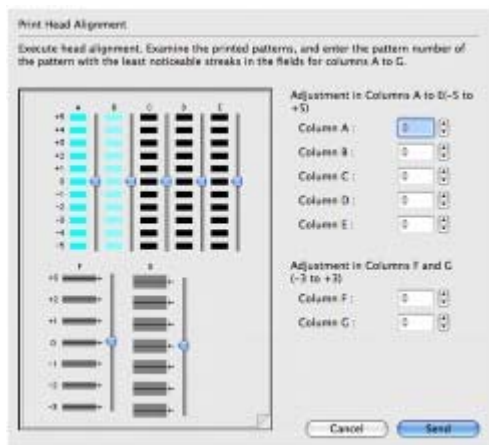 Print Head Alignment
Execute head alignment. Examine the printed patterns, and enter the pattern number of
the pattern with the least noticeable streaks in the fields for columns A to G.
A B C D E
+5
+4
+3
+2
+1
0
-1
-2
-3
-4
-5
F G
+3
+2
+1
0
-1
-2
-3
Adjustment in Columns A to E(-5 to
+5)
Column A : 0
Column B : 0
Column C : 0
Column D : 0
Column E : 0
Adjustment in Columns F and G
(-3 to +3)
Column F : 0
Column G : 0
Cancel Send